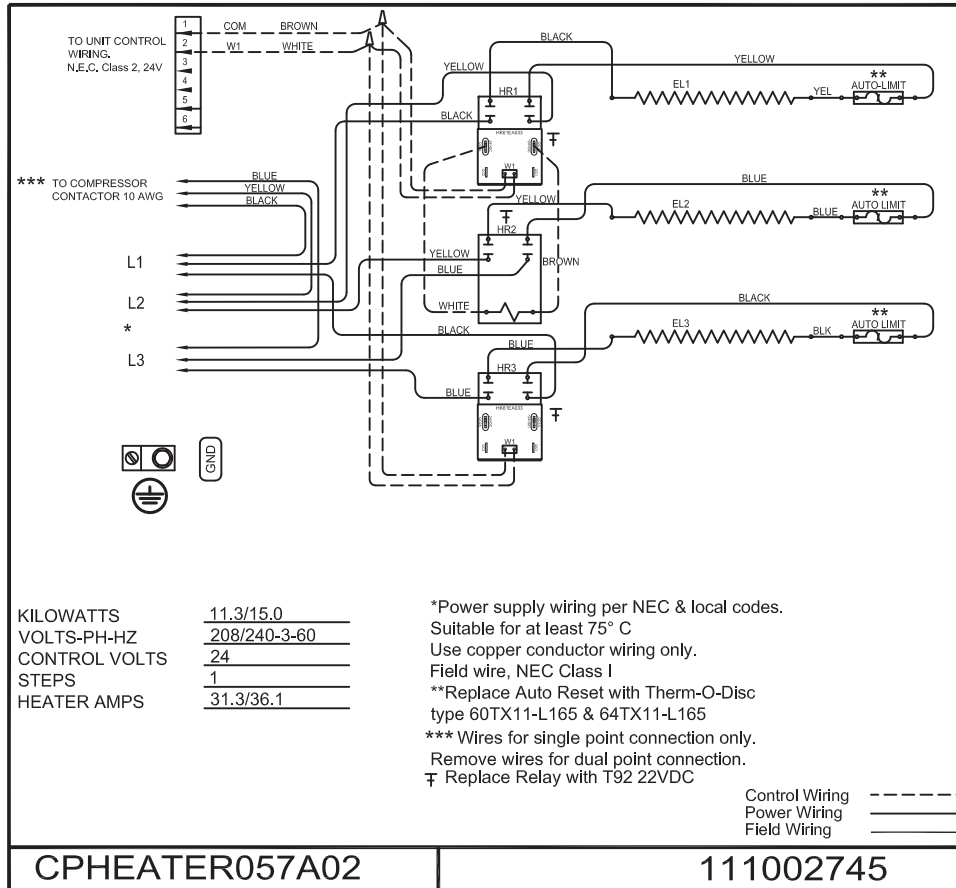 1
COM
BROWN
TO UNIT CONTROL
WIRING.
N.E.C. Class 2, 24V
2
W1
WHITE
3
4
5
6
BLACK
YELLOW
YELLOW
HR1
EL1
YEL
**
AUTO-LIMIT
BLACK
HK61EA003
W1
*** TO COMPRESSOR
CONTACTOR 10 AWG
BLUE
YELLOW
BLACK
BLUE
YELLOW
HR2
EL2
BLUE
**
AUTO LIMIT
L1
YELLOW
BLUE
BROWN
L2
WHITE
BLACK
*
BLACK
EL3
BLK
**
AUTO LIMIT
L3
BLUE
HR3
BLUE
HK61EA003
W1
GND
KILOWATTS 11.3/15.0
VOLTS-PH-HZ 208/240-3-60
CONTROL VOLTS 24
STEPS 1
HEATER AMPS 31.3/36.1
*Power supply wiring per NEC & local codes.
Suitable for at least 75° C
Use copper conductor wiring only.
Field wire, NEC Class I
**Replace Auto Reset with Therm-O-Disc
type 60TX11-L165 & 64TX11-L165
*** Wires for single point connection only.
Remove wires for dual point connection.
Replace Relay with T92 22VDC
Control Wiring
Power Wiring
Field Wiring
CPHEATER057A02
111002745